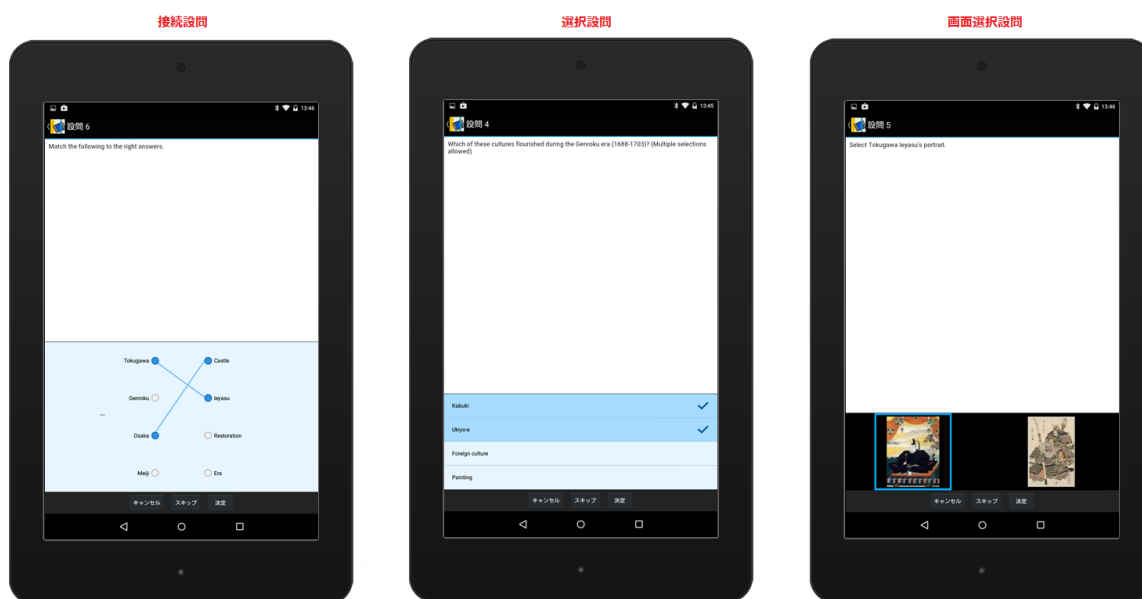 接続設問
13:46
設問 6
Match the following to the right answers.
Tokugawa
Castle
Genroku
Ieyasu
Osaka
Restoration
Meiji
Era
キャンセル スキップ 決定
選択設問
13:45
設問 4
Which of these cultures flourished during the Genroku era (1688-1703)? (Multiple selections
allowed)
Kabuki
Ukiyo-e
Foreign culture
Painting
キャンセル スキップ 決定
画面選択設問
13:46
設問 5
Select Tokugawa Ieyasu's portrait.
キャンセル スキップ 決定